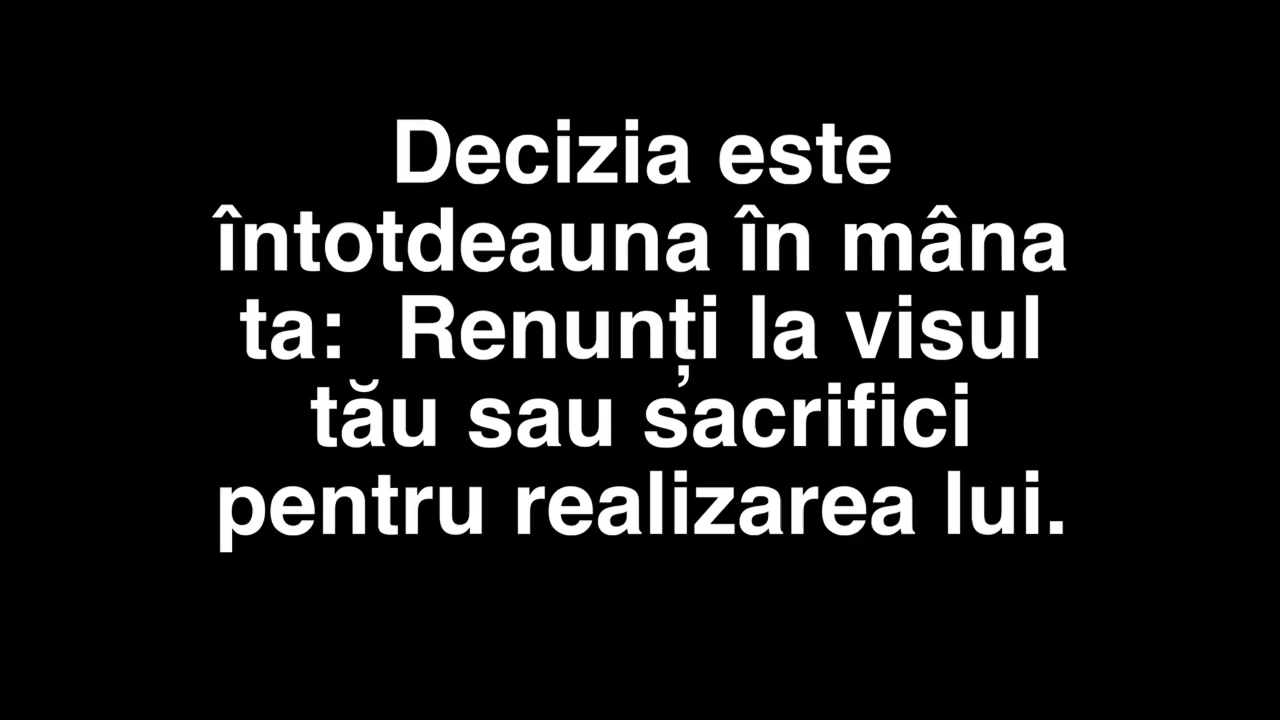 Decizia este
întotdeauna în mâna
ta:  Renunți la visul
tău sau sacrifici
pentru realizarea lui.